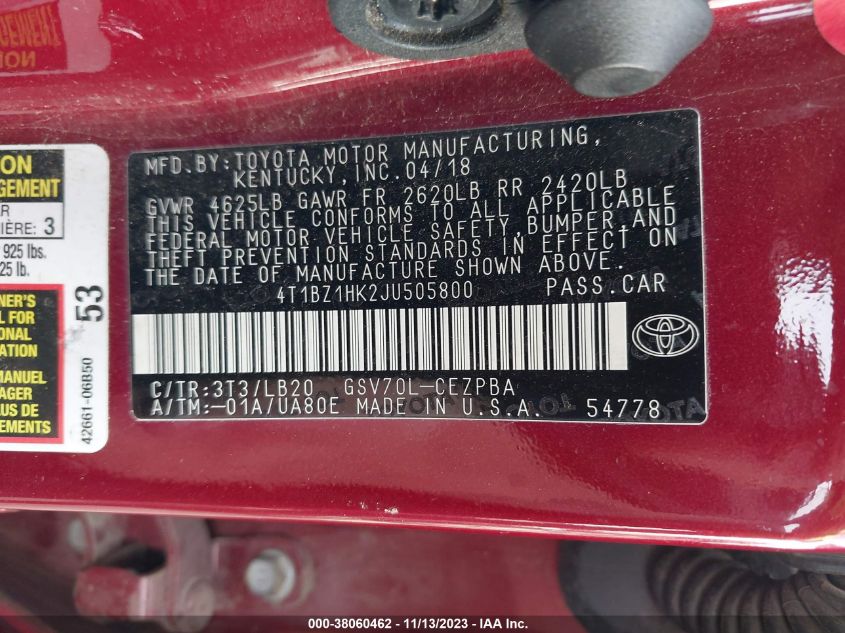 MFD.BY:TOYOTA MOTOR MANUFACTURING,
KENTUCKY,INC.04/18
GVWR 4625LB GAWR FR 2620LB RR 2420LB
THIS VEHICLE CONFORMS TO ALL APPLICABLE
FEDERAL MOTOR VEHICLE SAFETY,BUMPER,AND
THEFT PREVENTION STANDARDS IN EFFECT ON
THE DATE OF MANUFACTURE SHOWN ABOVE.
4T1BZ1HK2JU505800 PASS.CAR
C/TR:3T3/LB20 GSV70L-CEZPBA
A/TM:-01A/UA80E MADE IN U.S.A. 54778
ON
GEMENT
AR
IÈRE: 3
925 lbs.
25 lb.
53
NER'S
L FOR
IONAL
ATION
MANUEL
AGER
US
EMENTS
42661-06B50
000-38060462 - 11/13/2023 - IAA Inc.